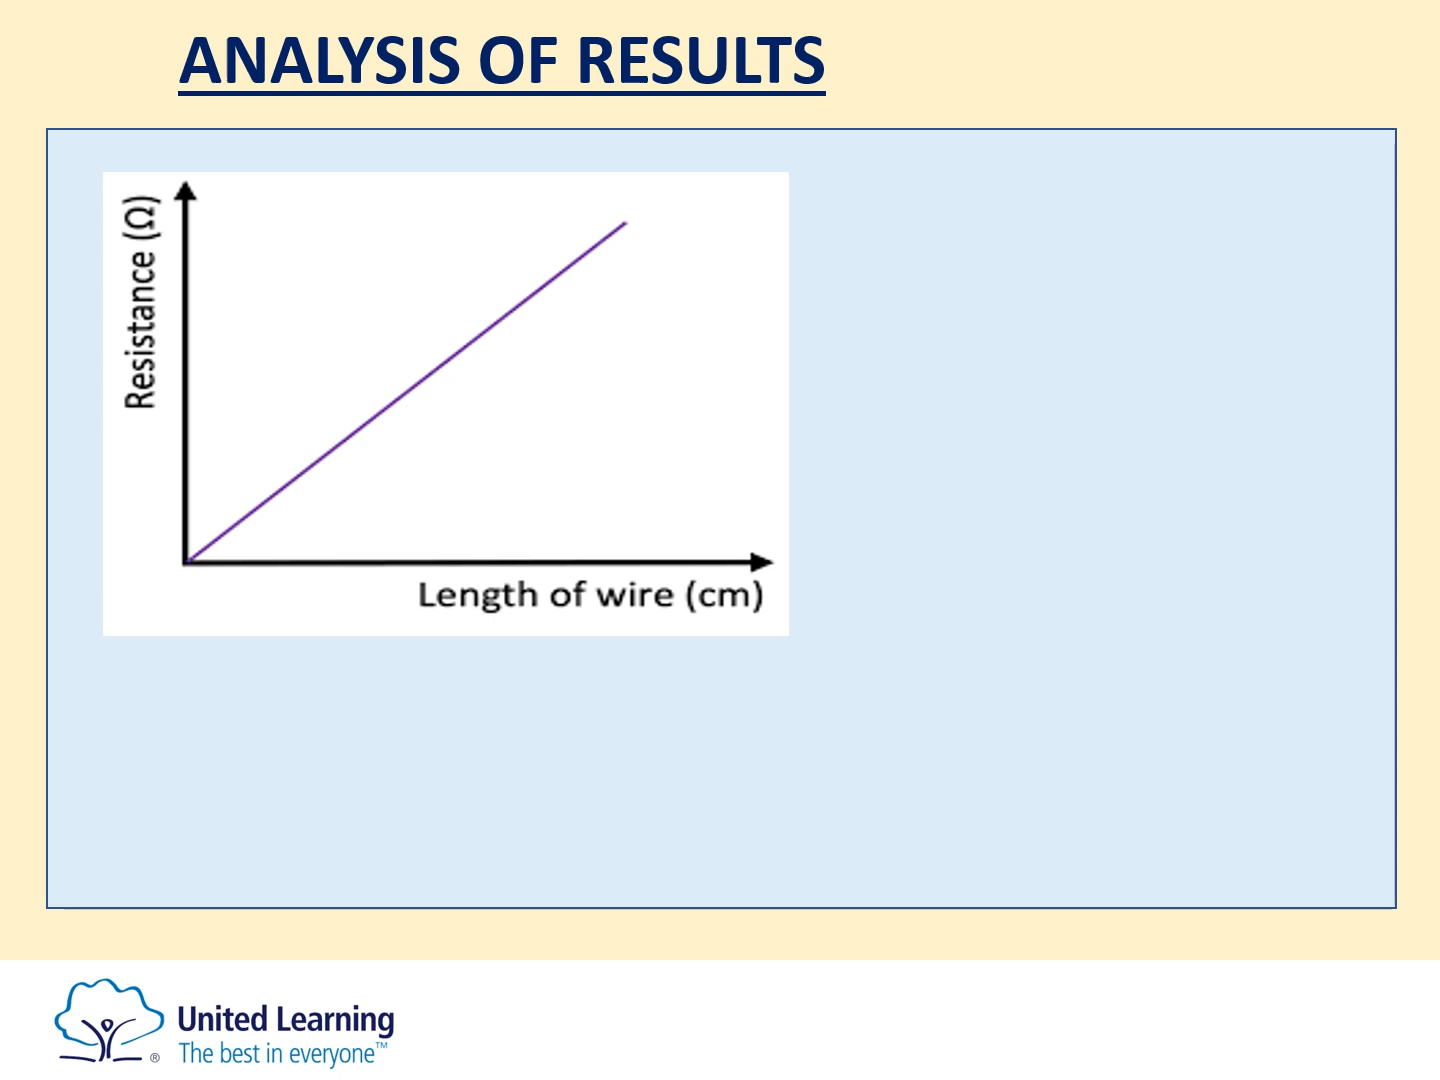 ANALYSIS OF RESULTS
Resistance (Ω)
Length of wire (cm)
United Learning
The best in everyone™
®